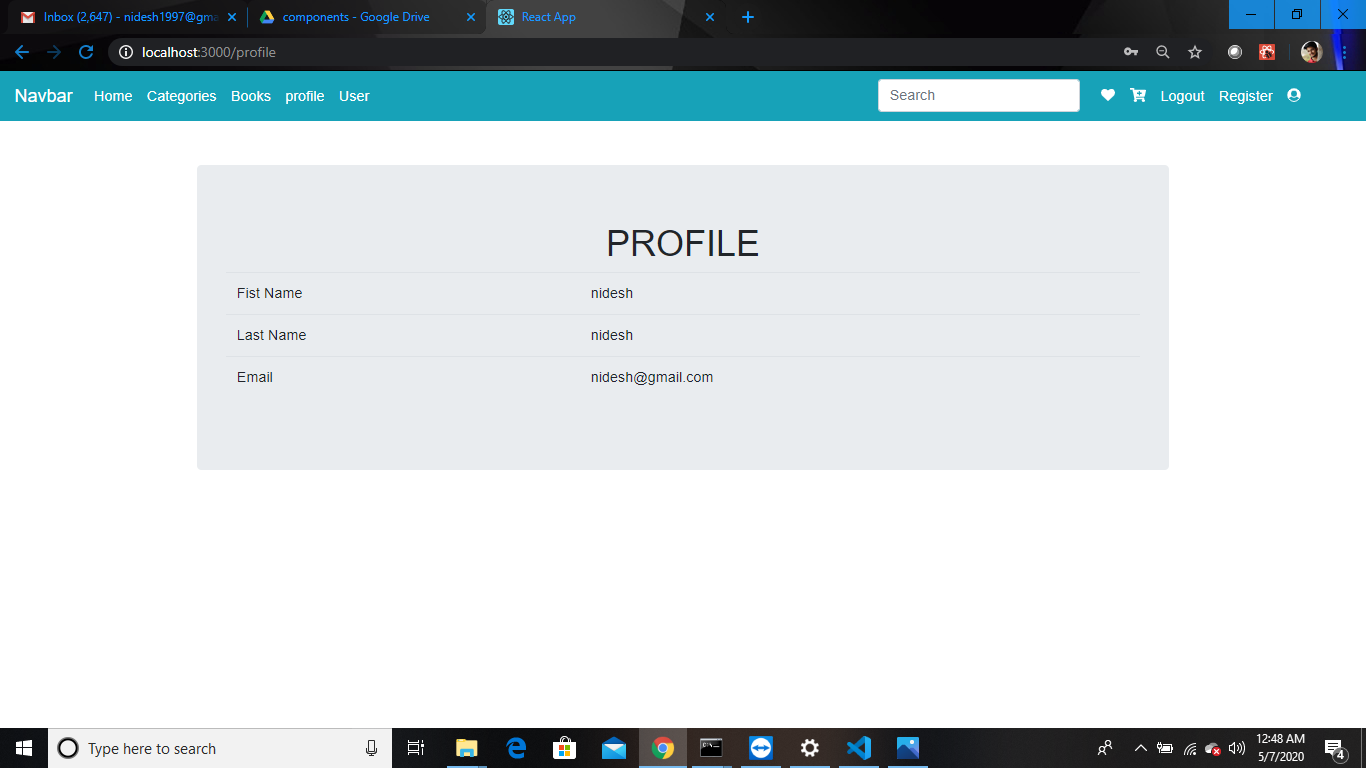 Inbox (2,647) - nidesh1997@gma
components - Google Drive
React App
localhost:3000/profile
Navbar Home Categories Books profile User Search Logout Register
PROFILE
Fist Name nidesh
Last Name nidesh
Email nidesh@gmail.com
Type here to search
12:48 AM
5/7/2020
4